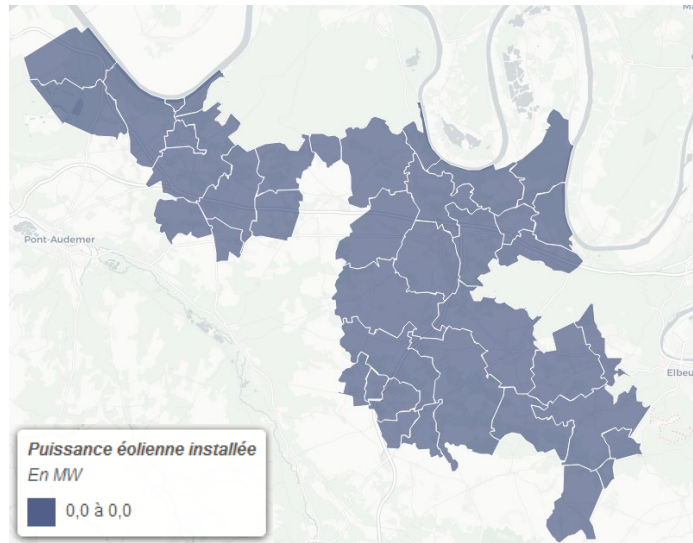 Pont-Audemer
Elbeu
Puissance éolienne installée
En MW
0,0 à 0,0